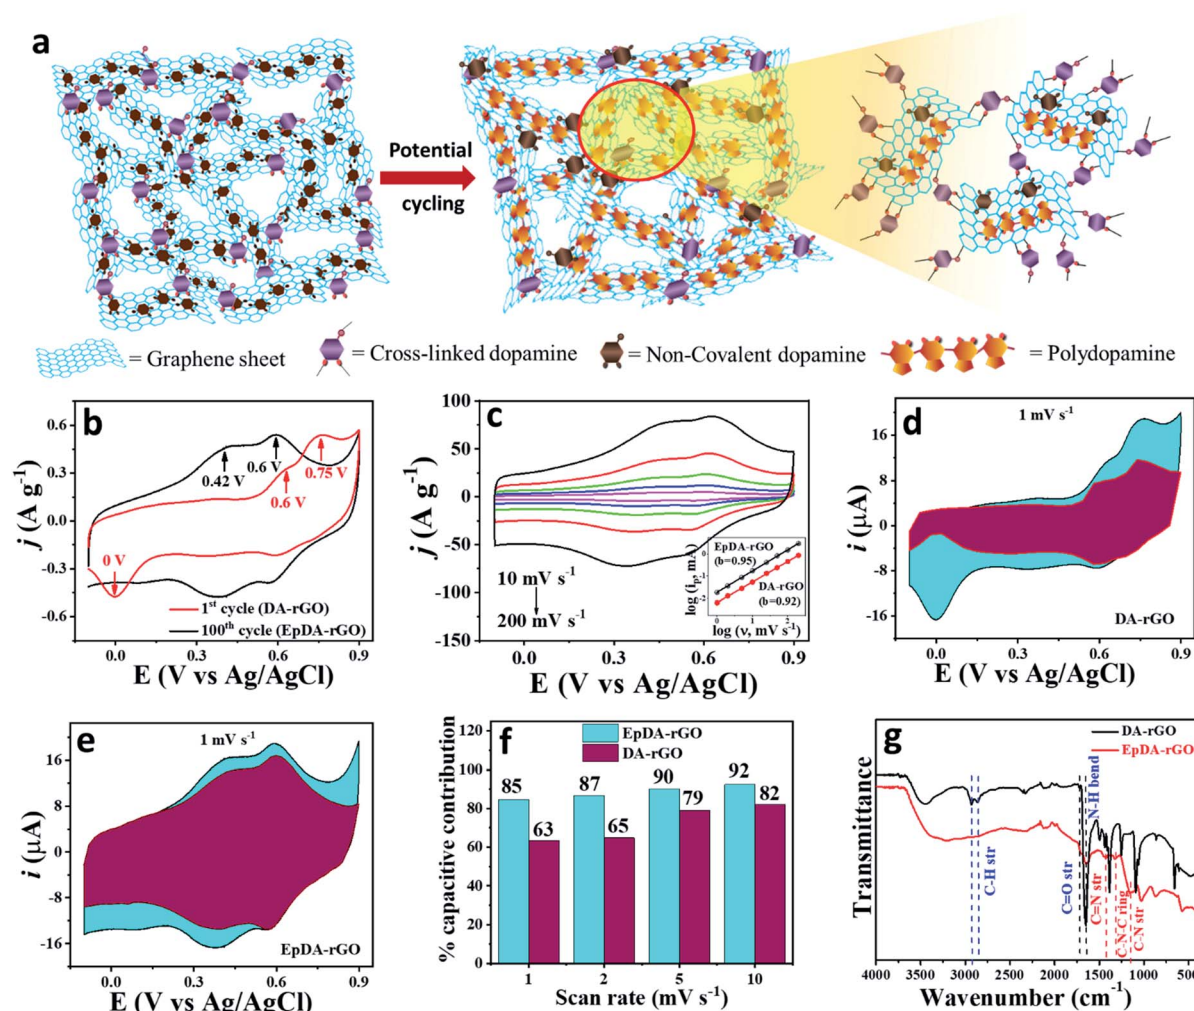 a
Potential
cycling
= Graphene sheet
= Cross-linked dopamine
= Non-Covalent dopamine
= Polydopamine
b
j (A g⁻¹)
0.6
0.3
0.0
-0.3
-0.6
0.42 V
0.6 V
0.75 V
0.6 V
0 V
1ˢᵗ cycle (DA-rGO)
100ᵗʰ cycle (EpDA-rGO)
0.0 0.3 0.6 0.9
E (V vs Ag/AgCl)
c
j (A g⁻¹)
100
50
0
-50
-100
-150
10 mV s⁻¹
200 mV s⁻¹
log (iₚ, mA)
0
-1
-2
EpDA-rGO
(b=0.95)
DA-rGO
(b=0.92)
0 1 2
log (ν, mV s⁻¹)
0.0 0.3 0.6 0.9
E (V vs Ag/AgCl)
d
1 mV s⁻¹
i (μA)
16
8
0
-8
-16
DA-rGO
0.0 0.3 0.6 0.9
E (V vs Ag/AgCl)
e
1 mV s⁻¹
i (μA)
16
8
0
-8
-16
EpDA-rGO
0.0 0.3 0.6 0.9
E (V vs Ag/AgCl)
f
EpDA-rGO
DA-rGO
% capacitive contribution
120
100
80
60
40
20
0
85 63 87 65 90 79 92 82
1 2 5 10
Scan rate (mV s⁻¹)
g
DA-rGO
EpDA-rGO
Transmittance
C-H str
C=O str
N-H bend
C=N str
C-N-C ring
C-N str
4000 3500 3000 2500 2000 1500 1000 500
Wavenumber (cm⁻¹)